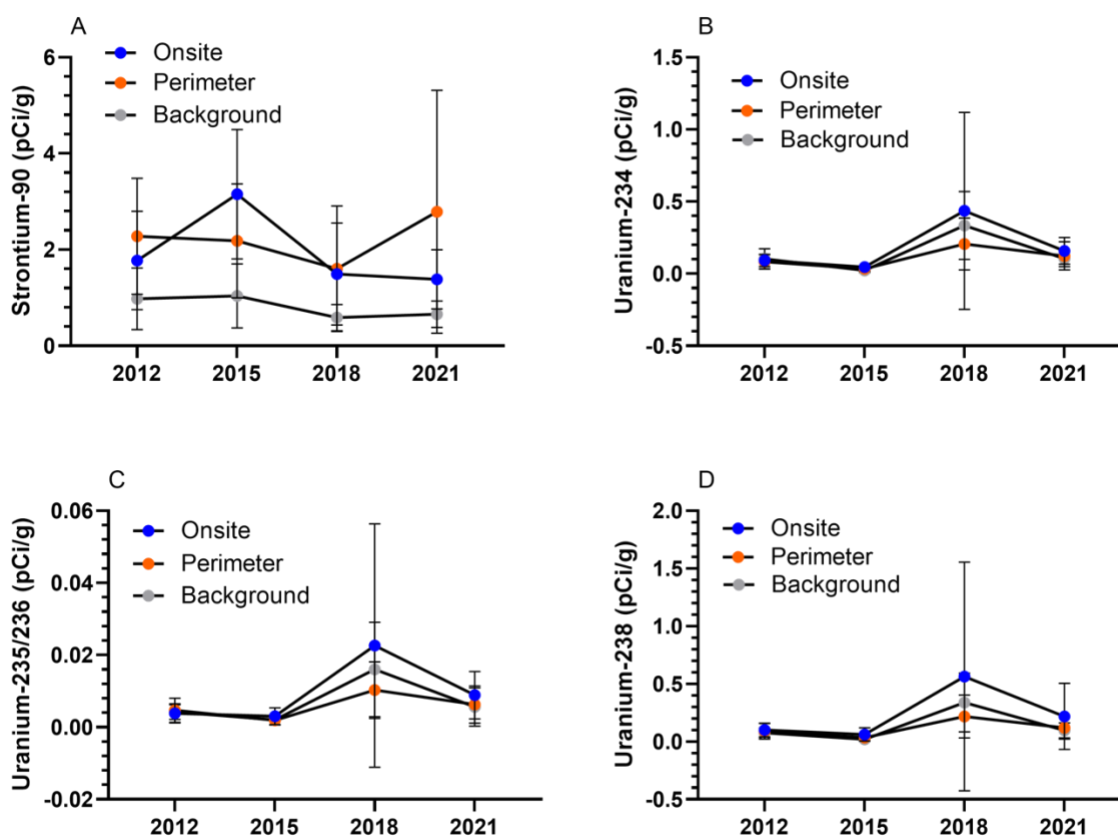 A
Strontium-90 (pCi/g)
6
4
2
0
Onsite
Perimeter
Background
2012 2015 2018 2021
B
Uranium-234 (pCi/g)
1.5
1.0
0.5
0.0
-0.5
Onsite
Perimeter
Background
2012 2015 2018 2021
C
Uranium-235/236 (pCi/g)
0.06
0.04
0.02
0.00
-0.02
Onsite
Perimeter
Background
2012 2015 2018 2021
D
Uranium-238 (pCi/g)
2.0
1.5
1.0
0.5
0.0
-0.5
Onsite
Perimeter
Background
2012 2015 2018 2021